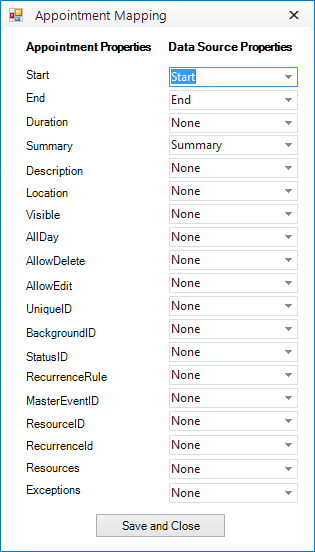 Appointment Mapping
Appointment Properties Data Source Properties
Start Start
End End
Duration None
Summary Summary
Description None
Location None
Visible None
AllDay None
AllowDelete None
AllowEdit None
UniqueID None
BackgroundID None
StatusID None
RecurrenceRule None
MasterEventID None
ResourceID None
RecurrenceId None
Resources None
Exceptions None
Save and Close